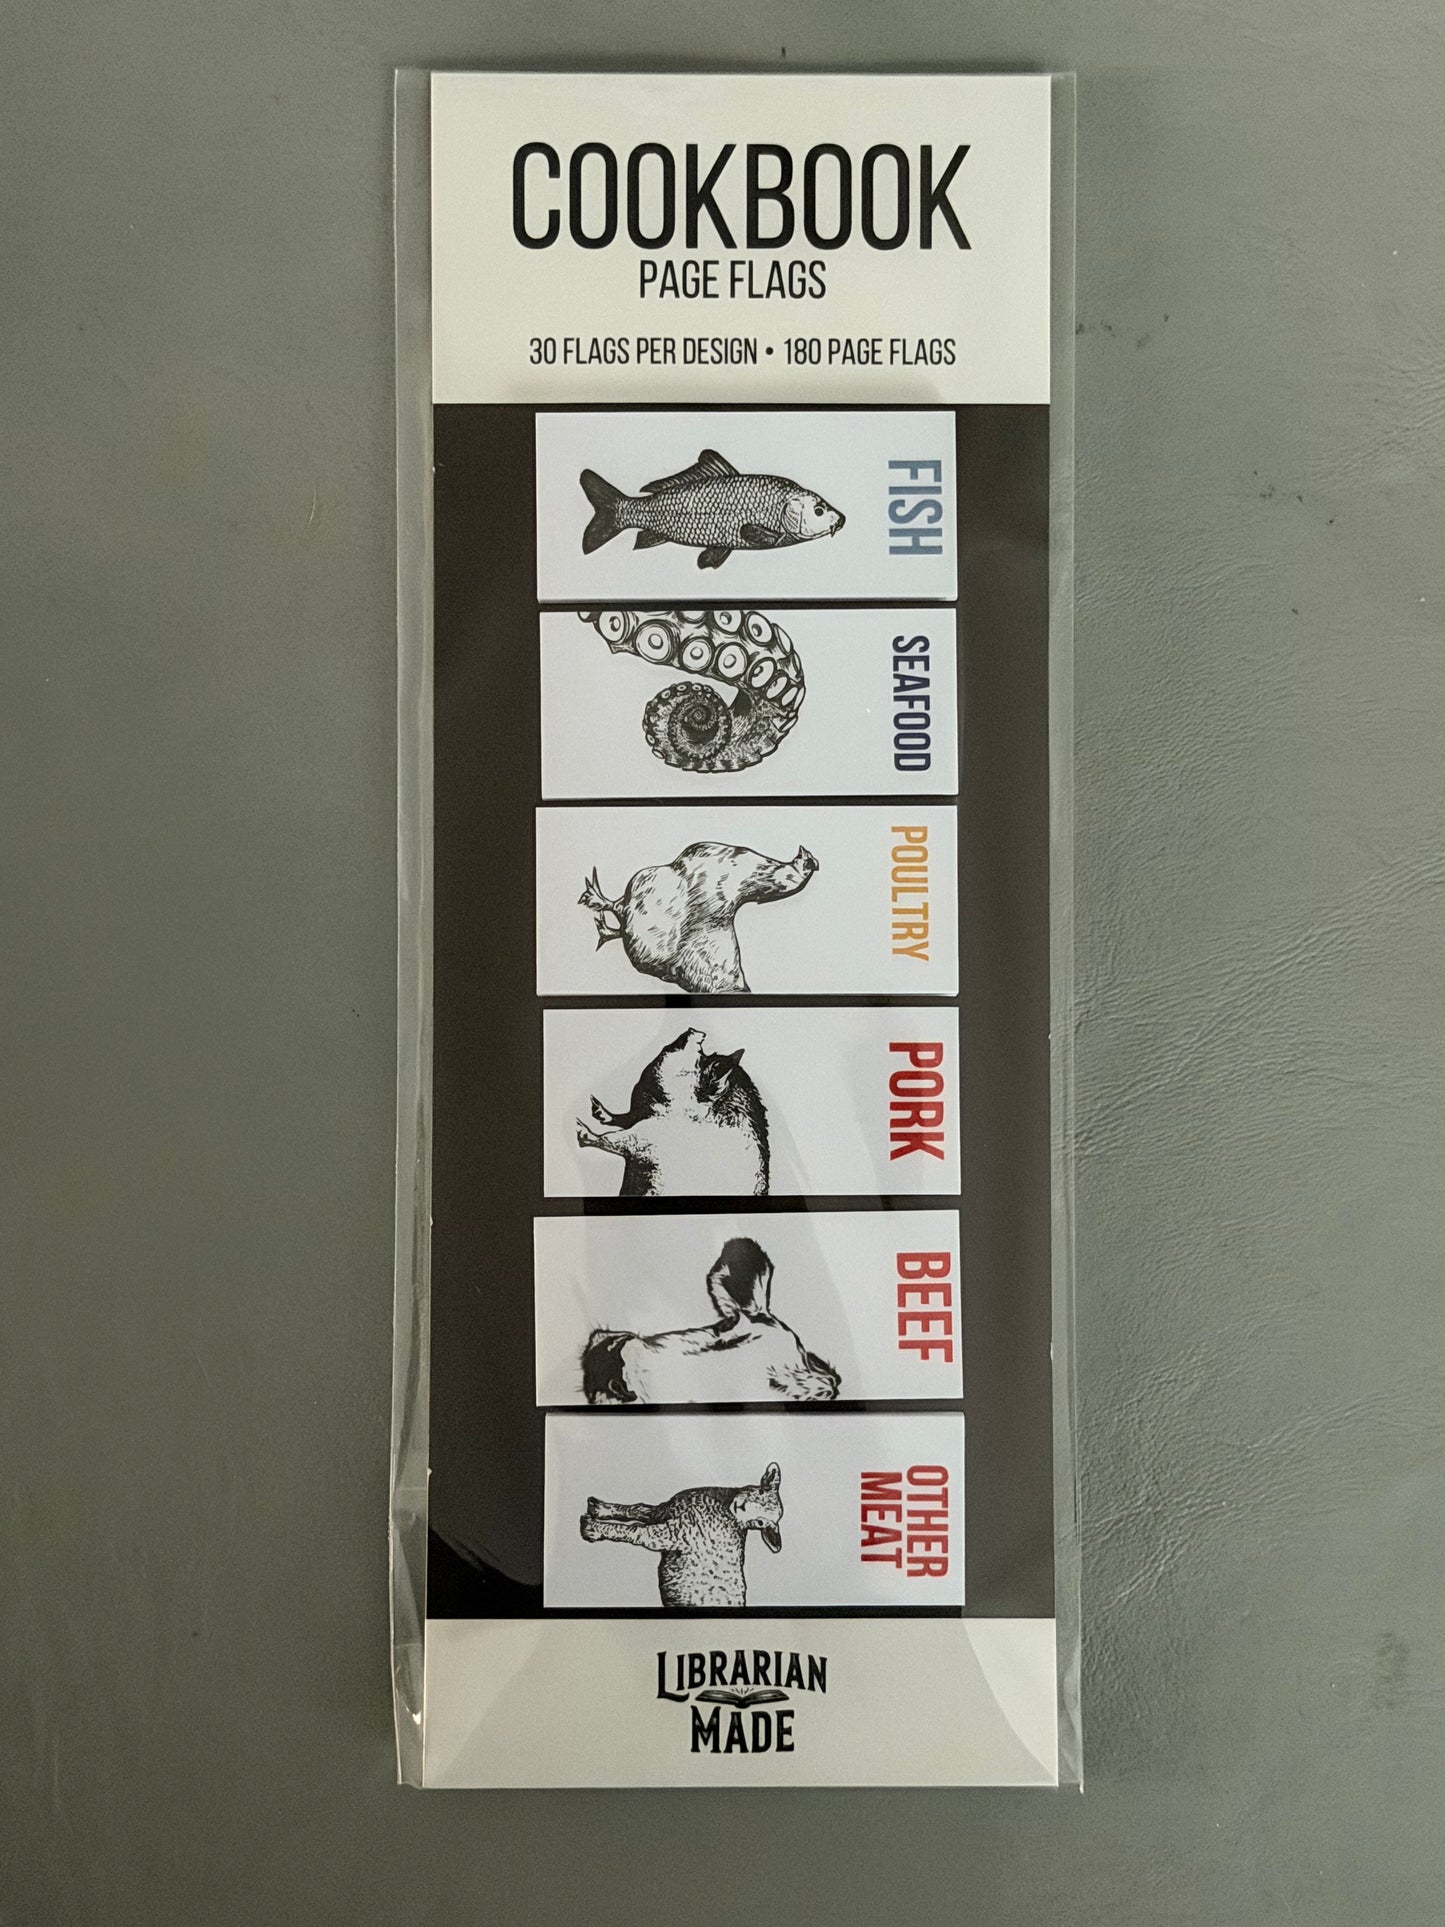 COOKBOOK
PAGE FLAGS
30 FLAGS PER DESIGN • 180 PAGE FLAGS
FISH
SEAFOOD
POULTRY
PORK
BEEF
OTHER
MEAT
LIBRARIAN
MADE